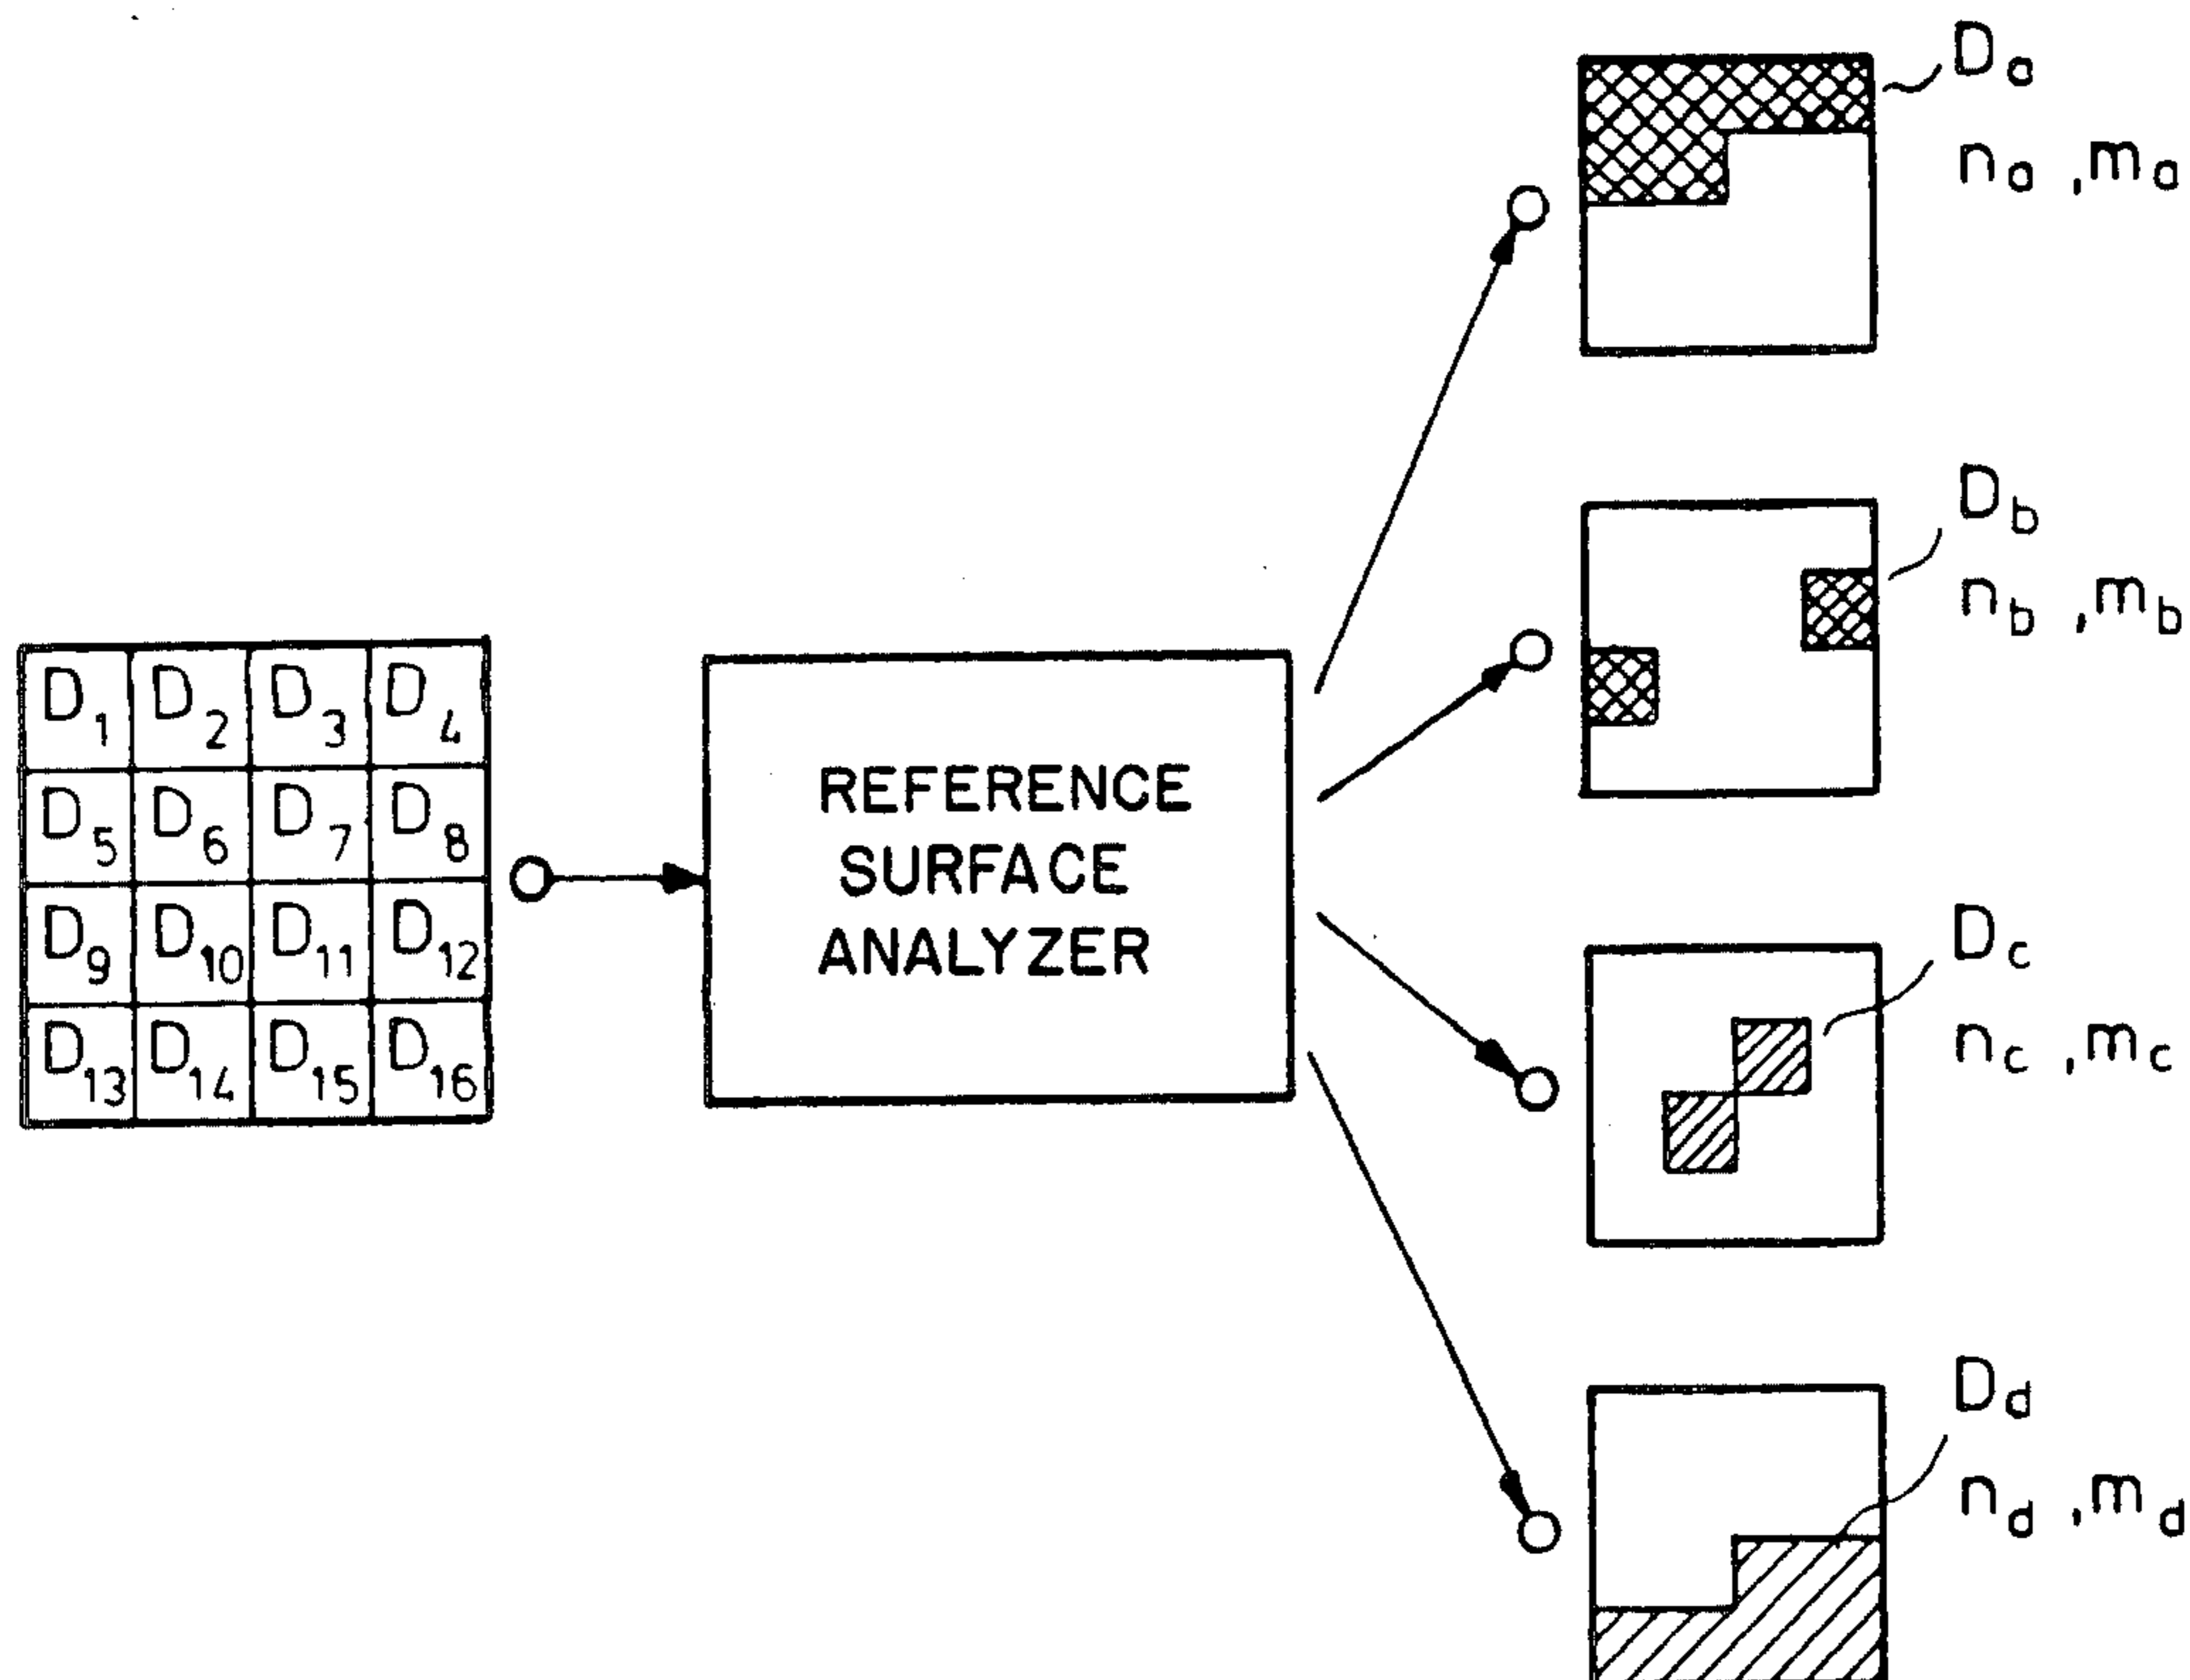 D1 D2 D3 D4
D5 D6 D7 D8
D9 D10 D11 D12
D13 D14 D15 D16
REFERENCE
SURFACE
ANALYZER
Da
na ,ma
Db
nb ,mb
Dc
nc ,mc
Dd
nd ,md